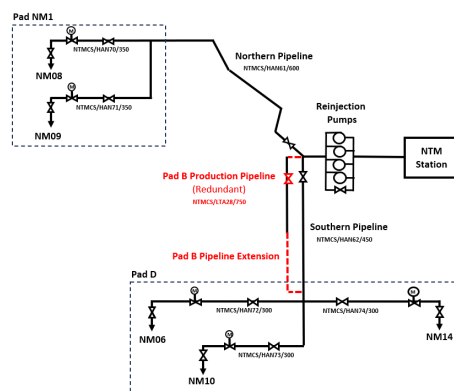 Pad NM1
M
NTMCS/HAN70/350
NM08
M
NTMCS/HAN71/350
NM09
Northern Pipeline
NTMCS/HAN61/600
Reinjection
Pumps
NTM
Station
Pad B Production Pipeline
(Redundant)
NTMCS/LTA28/750
Southern Pipeline
NTMCS/HAN62/450
Pad B Pipeline Extension
Pad D
M
M
NTMCS/HAN72/300
NTMCS/HAN74/300
NM06
NM14
M
NTMCS/HAN73/300
NM10